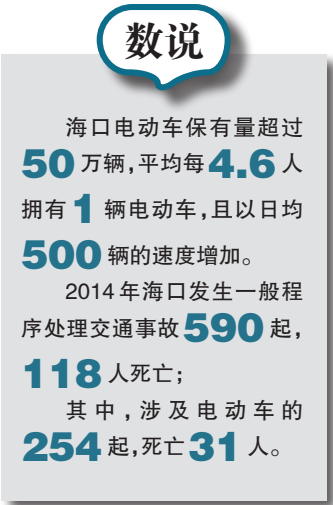 数说
海口电动车保有量超过
50万辆,平均每4.6人
拥有1辆电动车,且以日均
500辆的速度增加。
2014年海口发生一般程
序处理交通事故590起,
118人死亡;
其中,涉及电动车的
254起,死亡31人。